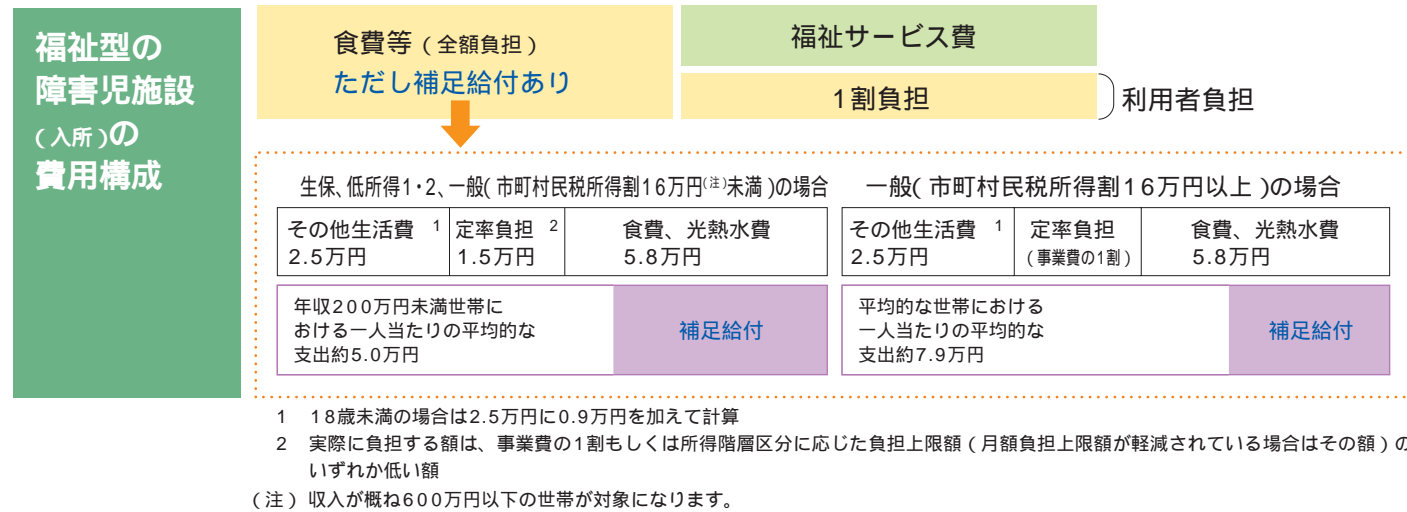 福祉型の
障害児施設
(入所)の
費用構成
食費等(全額負担)
ただし補足給付あり
福祉サービス費
1割負担
利用者負担
生保、低所得1・2、一般(市町村民税所得割16万円(注)未満)の場合
その他生活費 1
2.5万円
定率負担 2
1.5万円
食費、光熱水費
5.8万円
年収200万円未満世帯に
おける一人当たりの平均的な
支出約5.0万円
補足給付
一般(市町村民税所得割16万円以上)の場合
その他生活費 1
2.5万円
定率負担
(事業費の1割)
食費、光熱水費
5.8万円
平均的な世帯における
一人当たりの平均的な
支出約7.9万円
補足給付
1 18歳未満の場合は2.5万円に0.9万円を加えて計算
2 実際に負担する額は、事業費の1割もしくは所得階層区分に応じた負担上限額(月額負担上限額が軽減されている場合はその額)の
いずれか低い額
(注)収入が概ね600万円以下の世帯が対象になります。